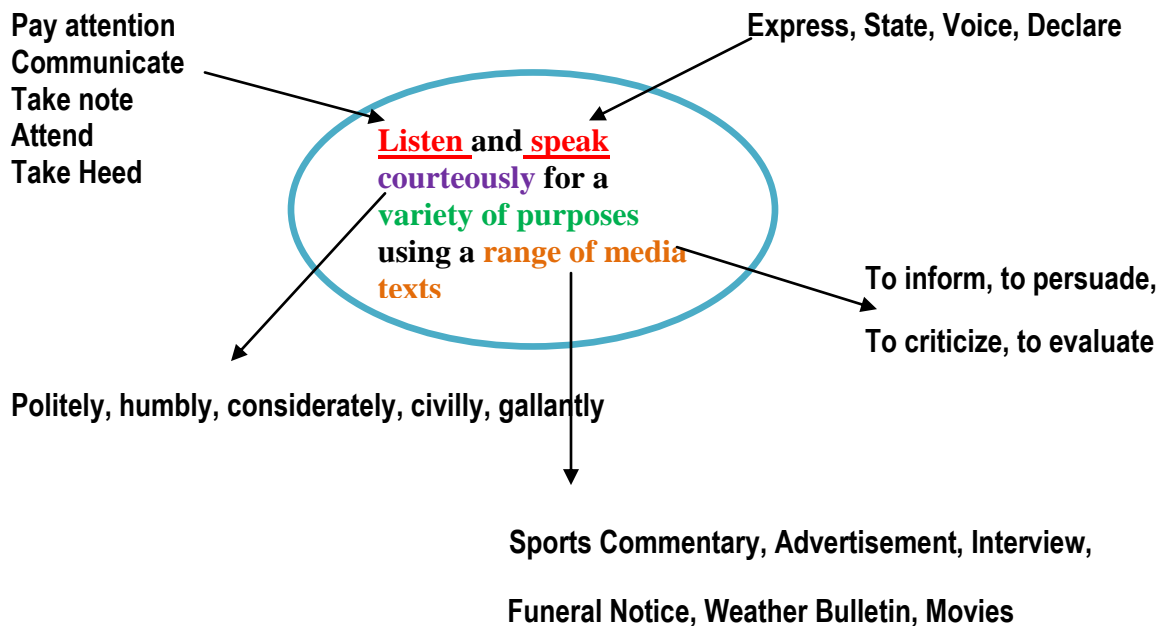 Pay attention
Communicate
Take note
Attend
Take Heed
Express, State, Voice, Declare
Listen and speak
courteously for a
variety of purposes
using a range of media
texts
To inform, to persuade,
To criticize, to evaluate
Politely, humbly, considerately, civilly, gallantly
Sports Commentary, Advertisement, Interview,
Funeral Notice, Weather Bulletin, Movies